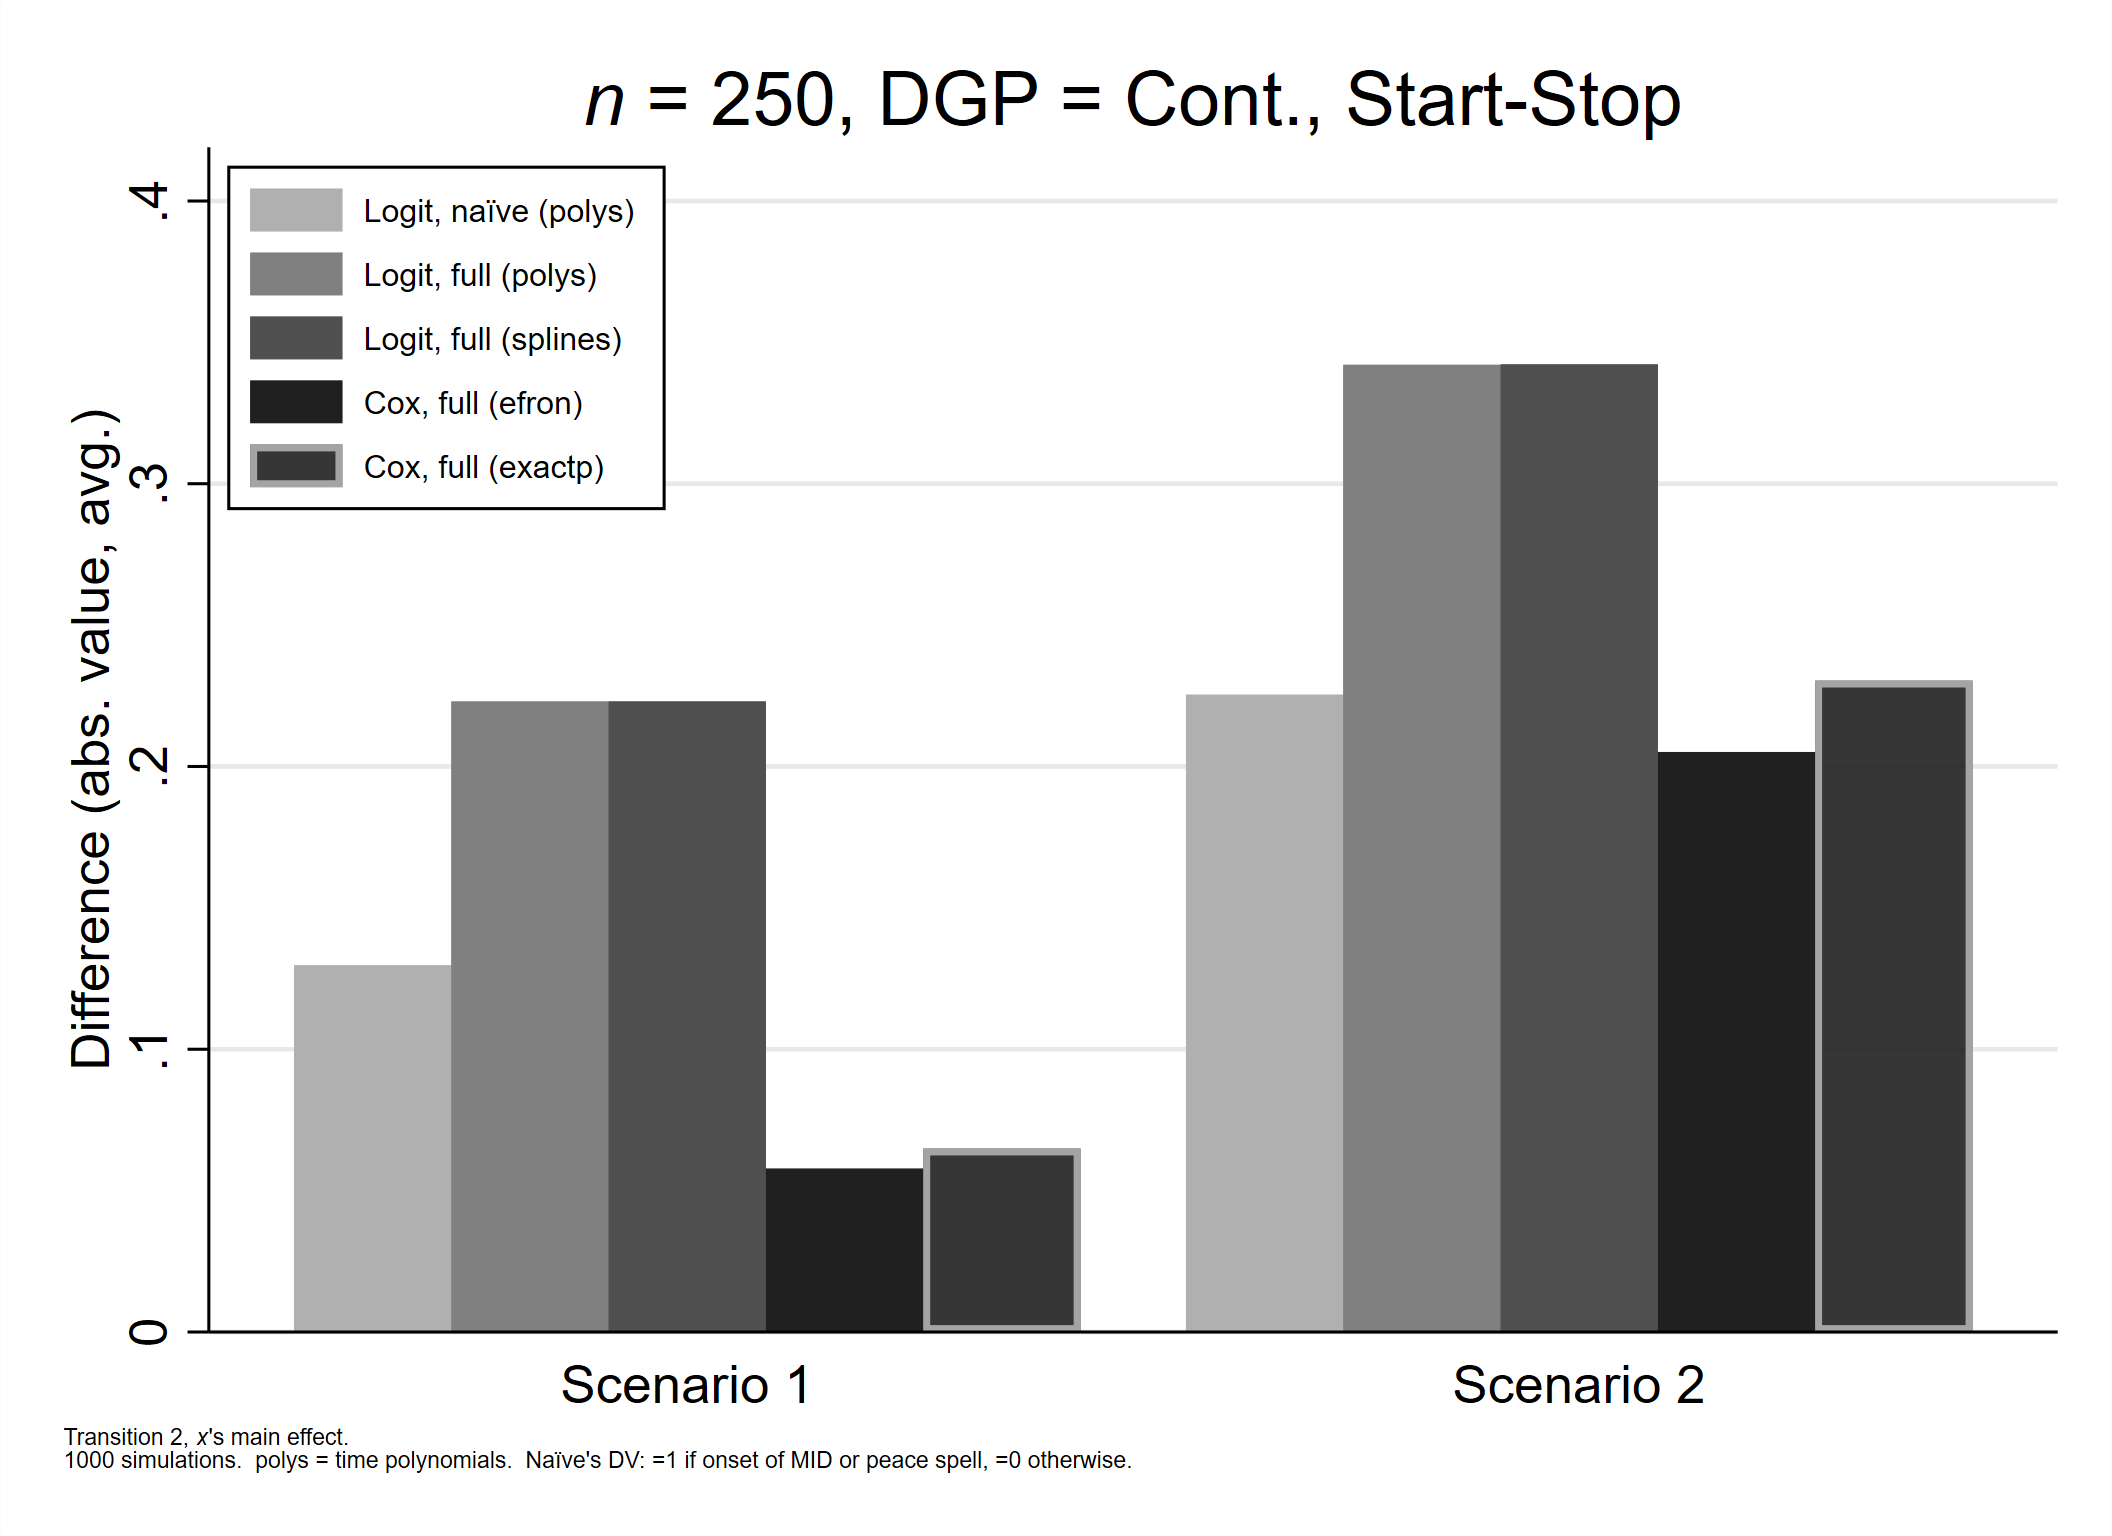 n = 250, DGP = Cont., Start-Stop
Logit, naïve (polys)
Logit, full (polys)
Logit, full (splines)
Cox, full (efron)
Cox, full (exactp)
Difference (abs. value, avg.)
.4
.3
.2
.1
0
Scenario 1
Scenario 2
Transition 2, x's main effect.
1000 simulations.  polys = time polynomials.  Naïve's DV: =1 if onset of MID or peace spell, =0 otherwise.